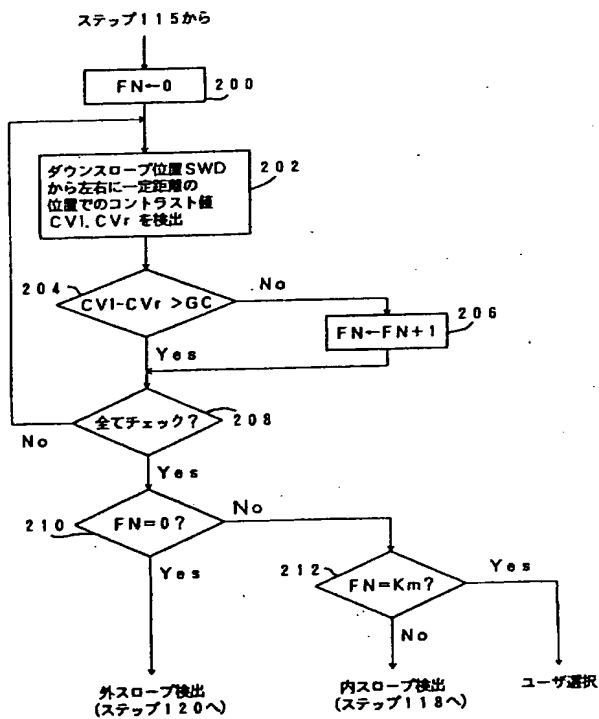 ステップ115から
FN←0
200
ダウンスロープ位置SWD
から左右に一定距離の
位置でのコントラスト値
CVl,CVrを検出
202
204
CVl-CVr>GC
No
FN←FN+1
206
Yes
全てチェック?
208
No
Yes
210
FN=0?
No
Yes
212
FN=Km?
Yes
No
外スロープ検出
(ステップ120へ)
内スロープ検出
(ステップ118へ)
ユーザ選択